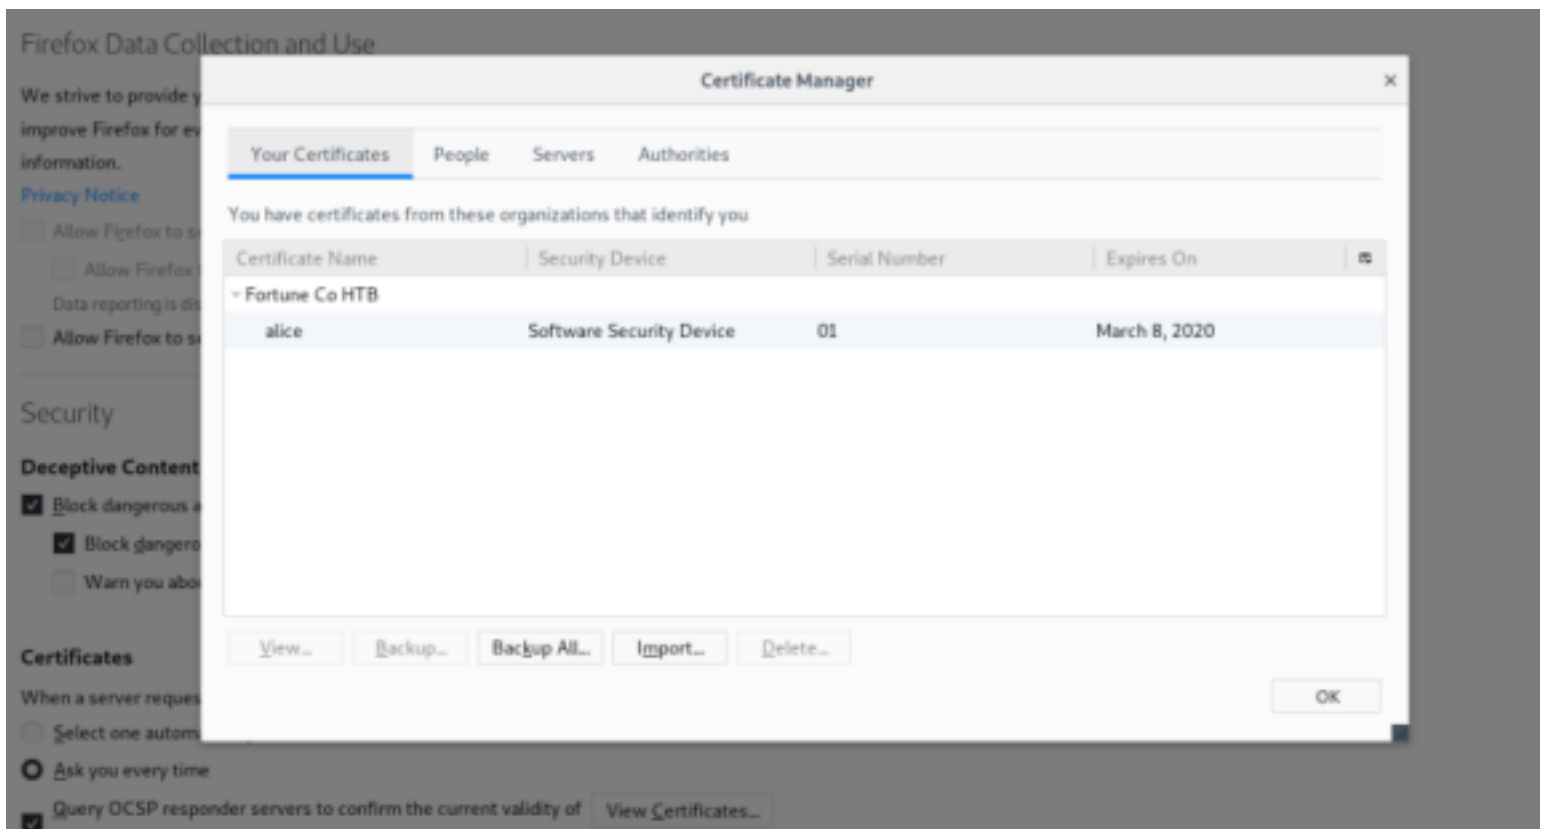 Firefox Data Collection and Use
We strive to provide y
improve Firefox for ev
information.
Privacy Notice
Allow Firefox to s
Allow Firefox
Data reporting is dis
Allow Firefox to s
Security
Deceptive Content
Block dangerous a
Block dangero
Warn you abo
Certificates
When a server reques
Select one autom
Ask you every time
Query OCSP responder servers to confirm the current validity of
View Certificates...
Certificate Manager
Your Certificates People Servers Authorities
You have certificates from these organizations that identify you
Certificate Name Security Device Serial Number Expires On
Fortune Co HTB
alice Software Security Device 01 March 8, 2020
View... Backup... Backup All... Import... Delete...
OK